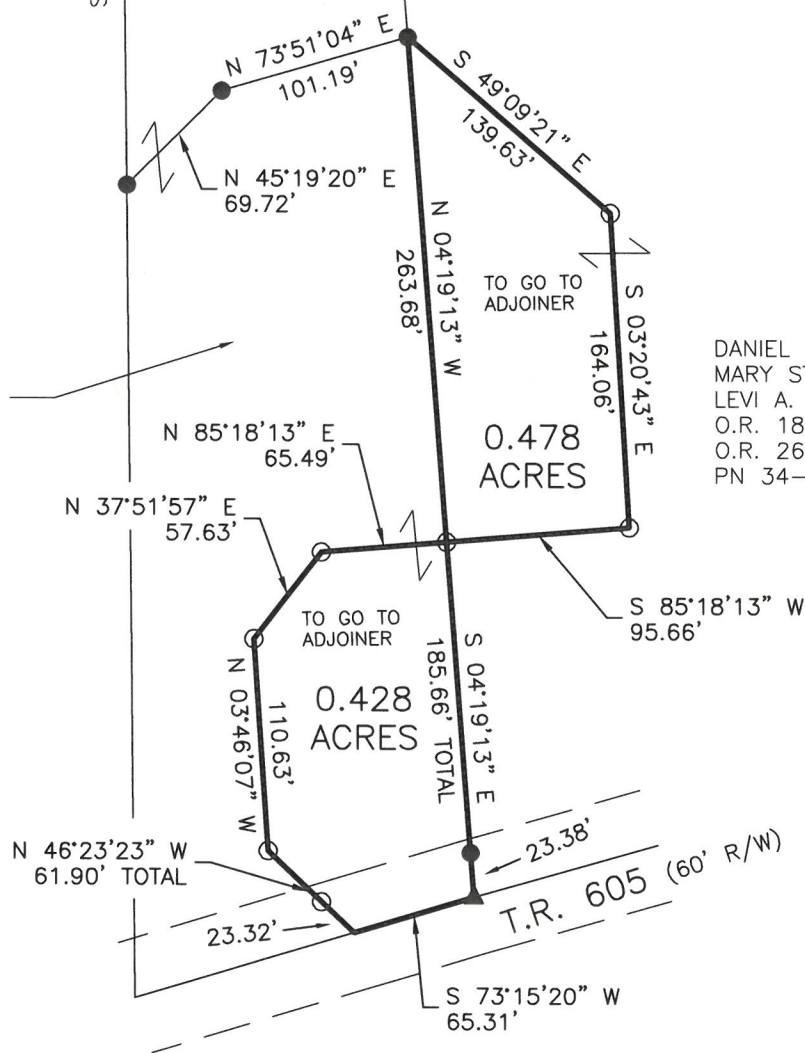 S
N 73°51'04" E
101.19'
S 49°09'21" E
139.63'
N 45°19'20" E
69.72'
N 04°19'13" W
263.68'
TO GO TO
ADJOINER
S 03°20'43" E
164.06'
DANIEL
MARY
LEVI A.
O.R. 18
O.R. 26
PN 34-
0.478
ACRES
N 85°18'13" E
65.49'
N 37°51'57" E
57.63'
S 85°18'13" W
95.66'
TO GO TO
ADJOINER
S 04°19'13" E
185.66' TOTAL
0.428
ACRES
N 03°46'07" W
110.63'
N 46°23'23" W
61.90' TOTAL
23.38'
T.R. 605 (60' R/W)
23.32'
S 73°15'20" W
65.31'